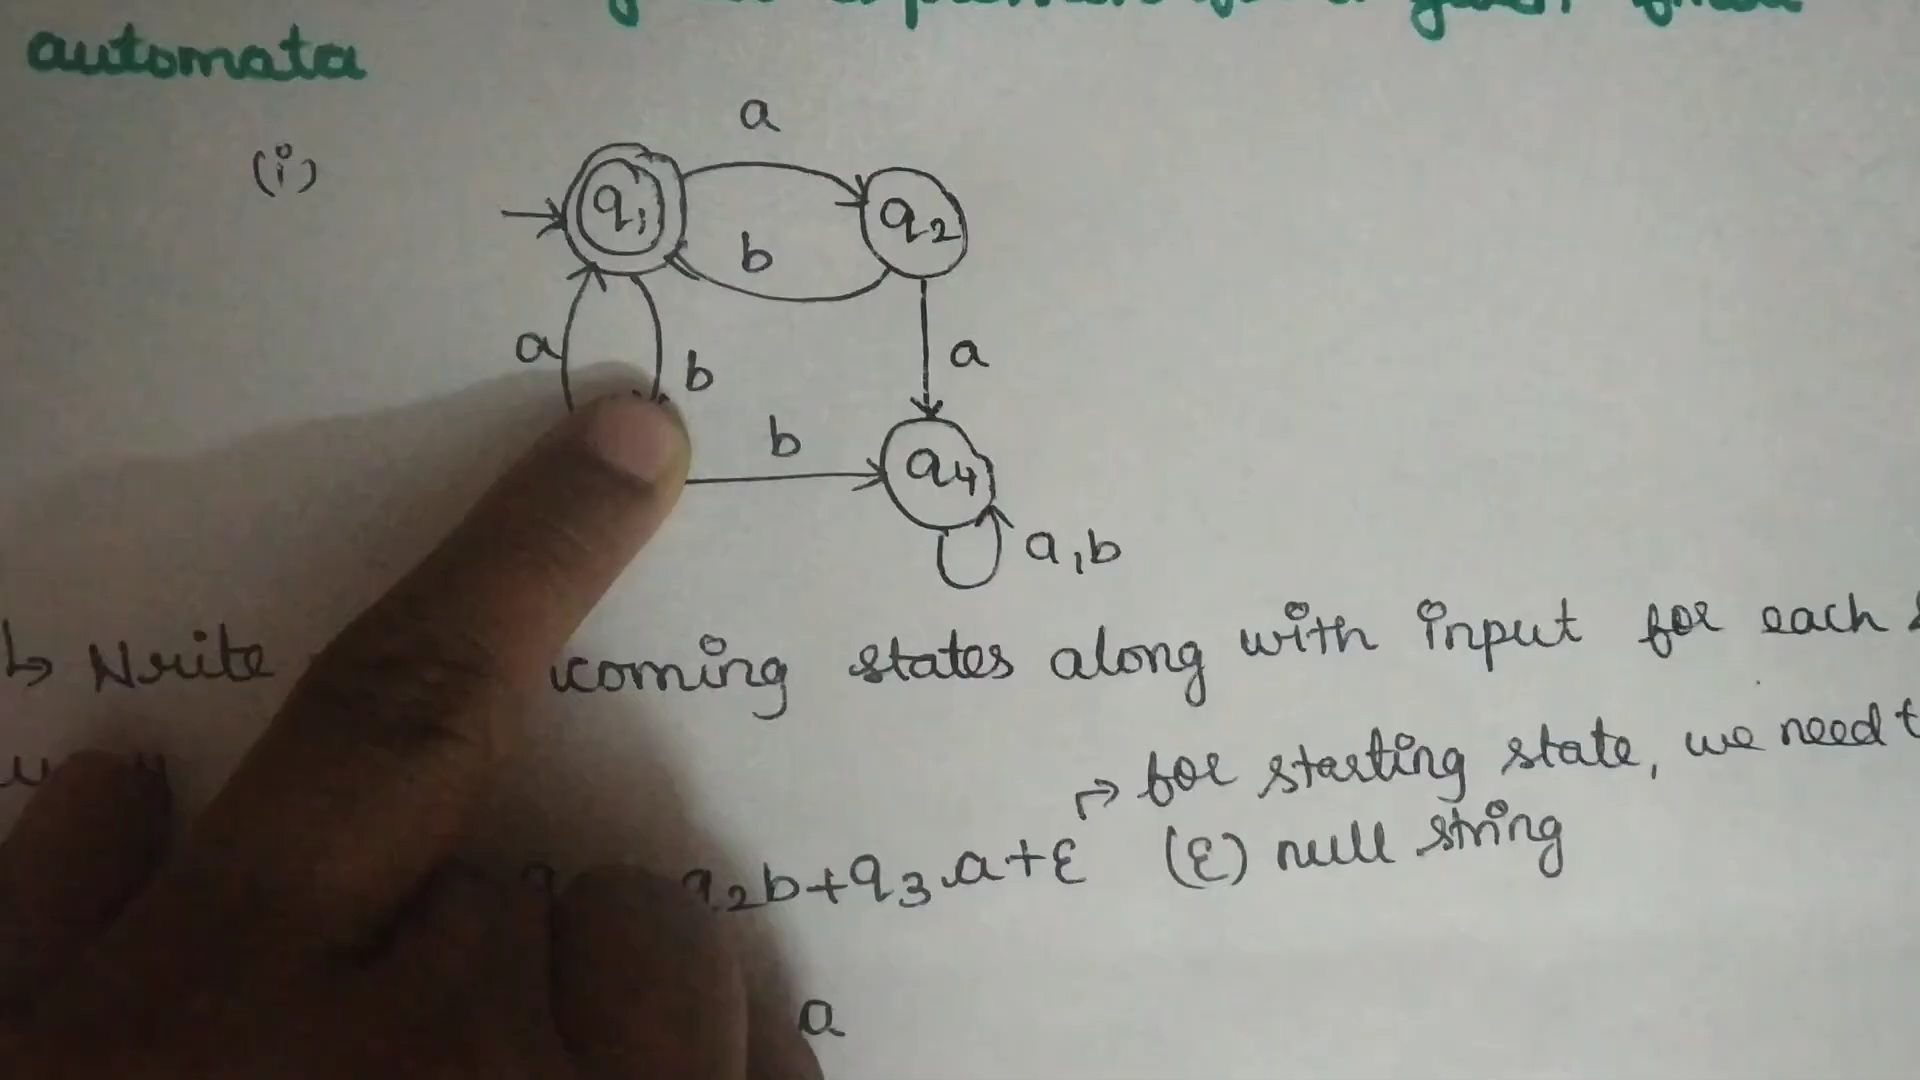 automata
(i)
a
q1
q2
b
a
b
a
b
q4
a,b
↳ Write coming states along with input for each
↱ for starting state, we need
q2b+q3.a+ε (ε) null string
a